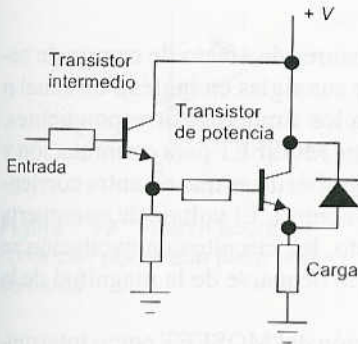 + V
Transistor
intermedio
Transistor
de potencia
Entrada
Carga